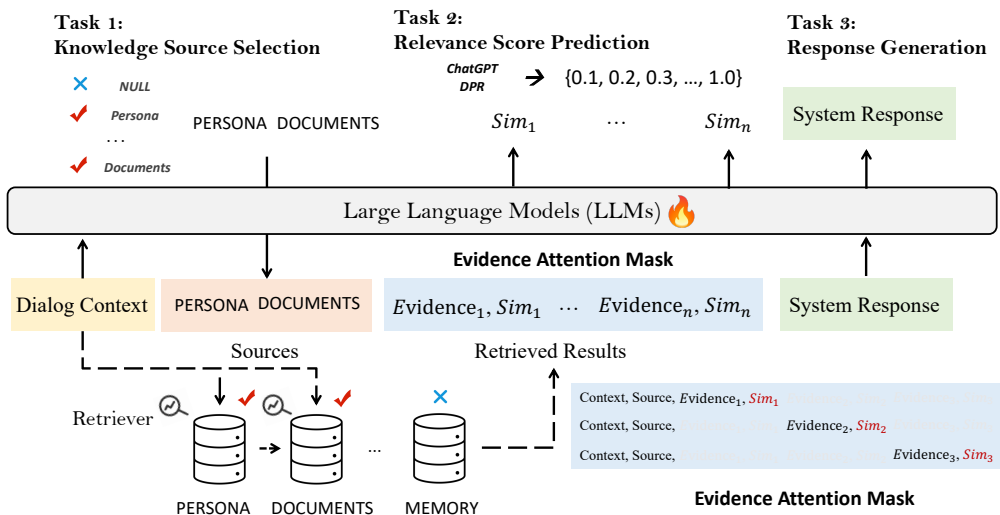 Task 1:
Knowledge Source Selection
Task 2:
Relevance Score Prediction
Task 3:
Response Generation
NULL
Persona
...
Documents
PERSONA DOCUMENTS
ChatGPT
DPR
{0.1, 0.2, 0.3, …, 1.0}
Sim₁ ... Simₙ
System Response
Large Language Models (LLMs)
Evidence Attention Mask
Dialog Context
PERSONA DOCUMENTS
Evidence₁, Sim₁ ... Evidenceₙ, Simₙ
System Response
Sources
Retrieved Results
Retriever
...
PERSONA
DOCUMENTS
MEMORY
Context, Source, Evidence₁, Sim₁
Context, Source, Evidence₂, Sim₂
Context, Source, Evidence₃, Sim₃
Evidence Attention Mask